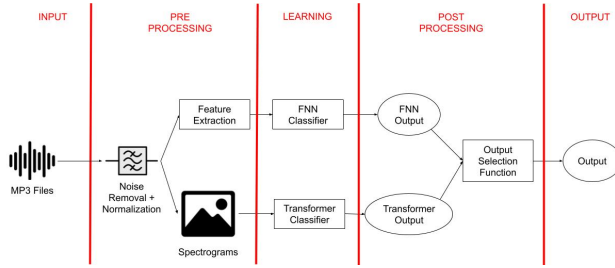 INPUT
PRE
PROCESSING
LEARNING
POST
PROCESSING
OUTPUT
MP3 Files
Noise
Removal +
Normalization
Feature
Extraction
Spectrograms
FNN
Classifier
Transformer
Classifier
FNN
Output
Transformer
Output
Output
Selection
Function
Output